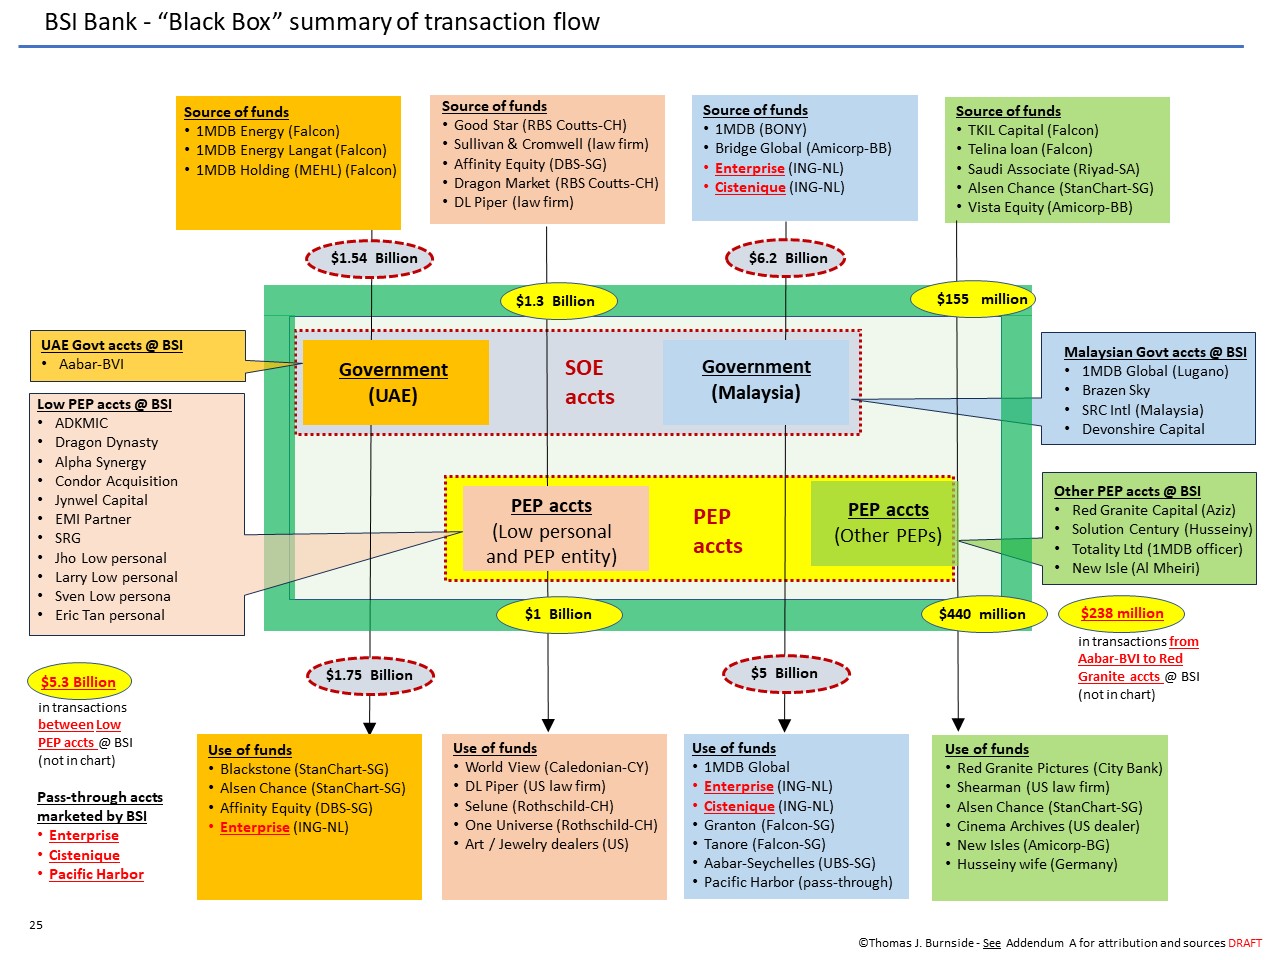 BSI Bank - “Black Box” summary of transaction flow
Source of funds
• 1MDB Energy (Falcon)
• 1MDB Energy Langat (Falcon)
• 1MDB Holding (MEHL) (Falcon)
Source of funds
• Good Star (RBS Coutts-CH)
• Sullivan & Cromwell (law firm)
• Affinity Equity (DBS-SG)
• Dragon Market (RBS Coutts-CH)
• DL Piper (law firm)
Source of funds
• 1MDB (BONY)
• Bridge Global (Amicorp-BB)
• Enterprise (ING-NL)
• Cistenique (ING-NL)
Source of funds
• TKIL Capital (Falcon)
• Telina loan (Falcon)
• Saudi Associate (Riyad-SA)
• Alsen Chance (StanChart-SG)
• Vista Equity (Amicorp-BB)
$1.54 Billion
$1.3 Billion
$6.2 Billion
$155 million
UAE Govt accts @ BSI
• Aabar-BVI
Government
(UAE)
SOE
accts
Government
(Malaysia)
Malaysian Govt accts @ BSI
• 1MDB Global (Lugano)
• Brazen Sky
• SRC Intl (Malaysia)
• Devonshire Capital
Low PEP accts @ BSI
• ADKMIC
• Dragon Dynasty
• Alpha Synergy
• Condor Acquisition
• Jynwel Capital
• EMI Partner
• SRG
• Jho Low personal
• Larry Low personal
• Sven Low persona
• Eric Tan personal
PEP accts
(Low personal
and PEP entity)
PEP
accts
PEP accts
(Other PEPs)
Other PEP accts @ BSI
• Red Granite Capital (Aziz)
• Solution Century (Husseiny)
• Totality Ltd (1MDB officer)
• New Isle (Al Mheiri)
$1.75 Billion
$1 Billion
$5 Billion
$440 million
$238 million
in transactions from
Aabar-BVI to Red
Granite accts @ BSI
(not in chart)
$5.3 Billion
in transactions
between Low
PEP accts @ BSI
(not in chart)
Pass-through accts
marketed by BSI
• Enterprise
• Cistenique
• Pacific Harbor
Use of funds
• Blackstone (StanChart-SG)
• Alsen Chance (StanChart-SG)
• Affinity Equity (DBS-SG)
• Enterprise (ING-NL)
Use of funds
• World View (Caledonian-CY)
• DL Piper (US law firm)
• Selune (Rothschild-CH)
• One Universe (Rothschild-CH)
• Art / Jewelry dealers (US)
Use of funds
• 1MDB Global
• Enterprise (ING-NL)
• Cistenique (ING-NL)
• Granton (Falcon-SG)
• Tanore (Falcon-SG)
• Aabar-Seychelles (UBS-SG)
• Pacific Harbor (pass-through)
Use of funds
• Red Granite Pictures (City Bank)
• Shearman (US law firm)
• Alsen Chance (StanChart-SG)
• Cinema Archives (US dealer)
• New Isles (Amicorp-BG)
• Husseiny wife (Germany)
25
©Thomas J. Burnside - See Addendum A for attribution and sources DRAFT